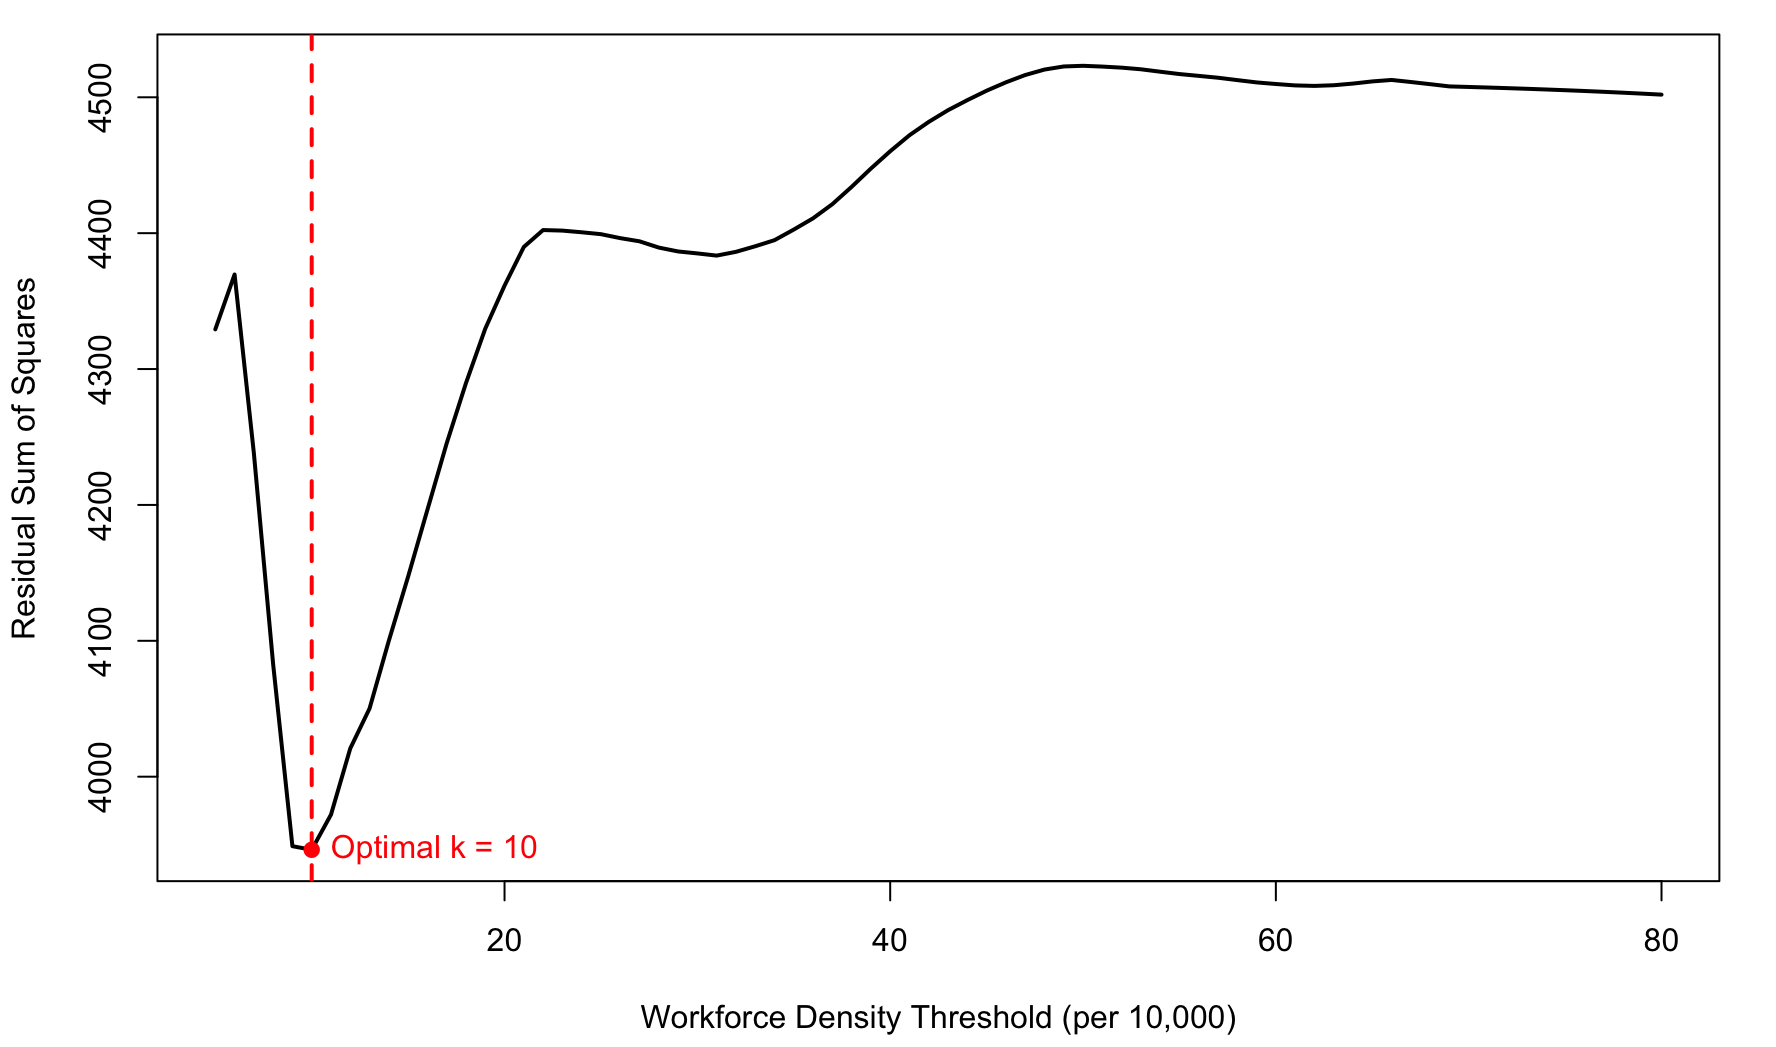 Residual Sum of Squares
4500
4400
4300
4200
4100
4000
Optimal k = 10
20 40 60 80
Workforce Density Threshold (per 10,000)